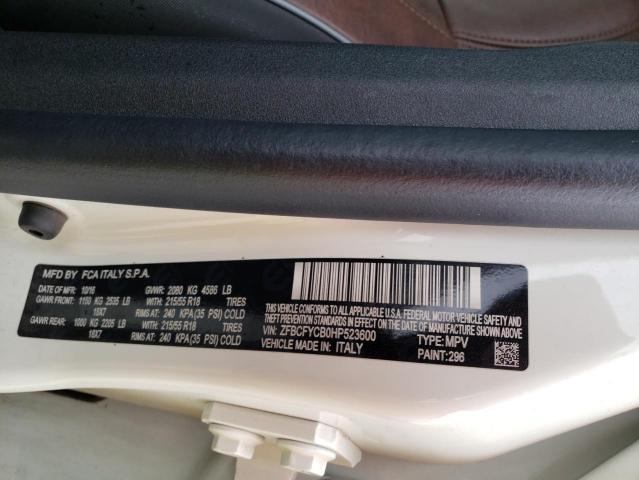 MFD BY FCA ITALY S.P.A.
DATE OF MFR: 10/16 GVWR: 2080 KG 4586 LB
GAWR FRONT: 1150 KG 2535 LB WITH: 215/55 R18 TIRES
18X7 RIMS AT: 240 KPA(35 PSI) COLD
GAWR REAR: 1000 KG 2205 LB WITH: 215/55 R18 TIRES
18X7 RIMS AT: 240 KPA(35 PSI) COLD
THIS VEHICLE CONFORMS TO ALL APPLICABLE U.S.A. FEDERAL MOTOR VEHICLE SAFETY
AND THEFT PREVENTION STANDARDS IN EFFECT ON THE DATE OF MANUFACTURE SHOWN ABOVE
VIN: ZFBCFYCB0HP523600 TYPE: MPV
VEHICLE MADE IN: ITALY PAINT: 296